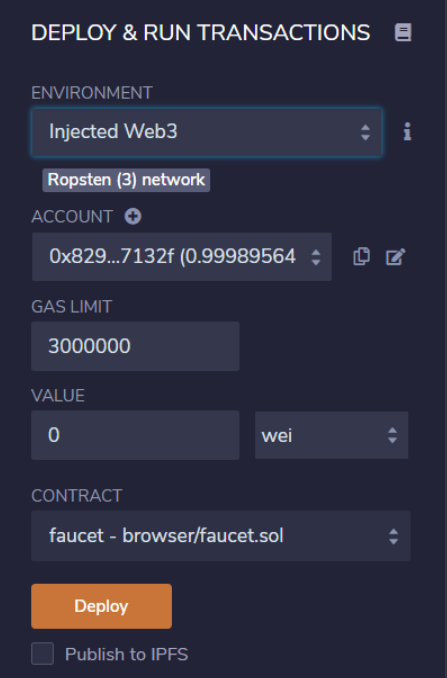 DEPLOY & RUN TRANSACTIONS
ENVIRONMENT
Injected Web3
i
Ropsten (3) network
ACCOUNT
0x829...7132f (0.99989564
GAS LIMIT
3000000
VALUE
0 wei
CONTRACT
faucet - browser/faucet.sol
Deploy
Publish to IPFS